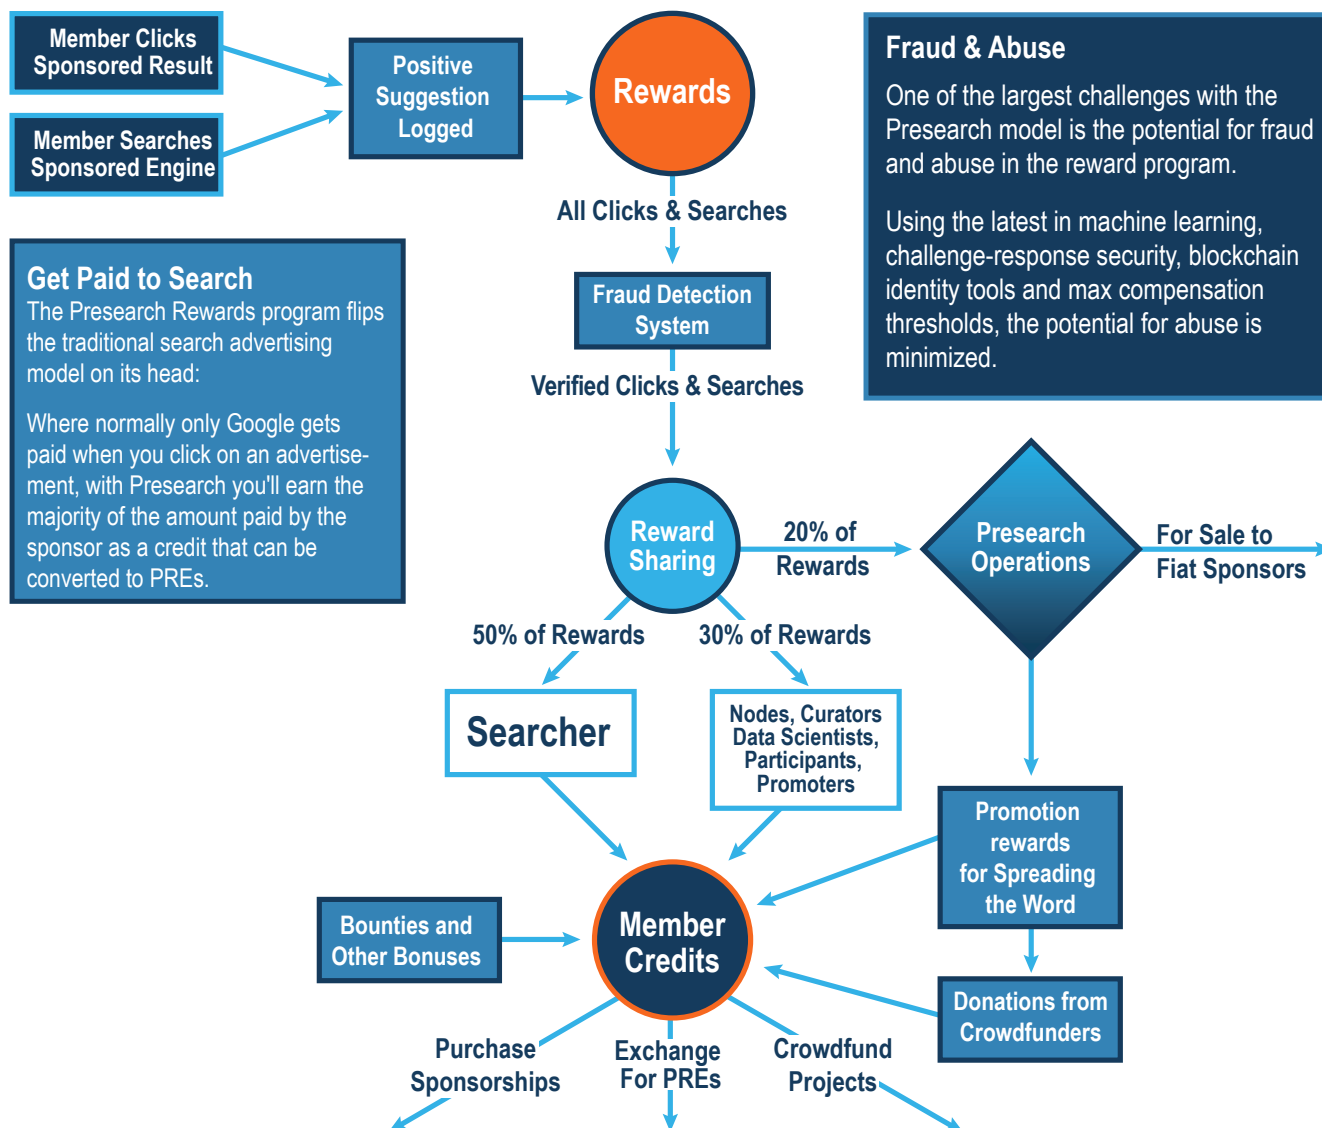 Member Clicks
Sponsored Result
Member Searches
Sponsored Engine
Positive
Suggestion
Logged
Rewards
All Clicks & Searches
Fraud Detection
System
Verified Clicks & Searches
Fraud & Abuse
One of the largest challenges with the
Presearch model is the potential for fraud
and abuse in the reward program.
Using the latest in machine learning,
challenge-response security, blockchain
identity tools and max compensation
thresholds, the potential for abuse is
minimized.
Get Paid to Search
The Presearch Rewards program flips
the traditional search advertising
model on its head:
Where normally only Google gets
paid when you click on an advertise-
ment, with Presearch you'll earn the
majority of the amount paid by the
sponsor as a credit that can be
converted to PREs.
Reward
Sharing
20% of
Rewards
Presearch
Operations
For Sale to
Fiat Sponsors
50% of Rewards
30% of Rewards
Searcher
Nodes, Curators
Data Scientists,
Participants,
Promoters
Promotion
rewards
for Spreading
the Word
Bounties and
Other Bonuses
Member
Credits
Donations from
Crowdfunders
Purchase
Sponsorships
Exchange
For PREs
Crowdfund
Projects